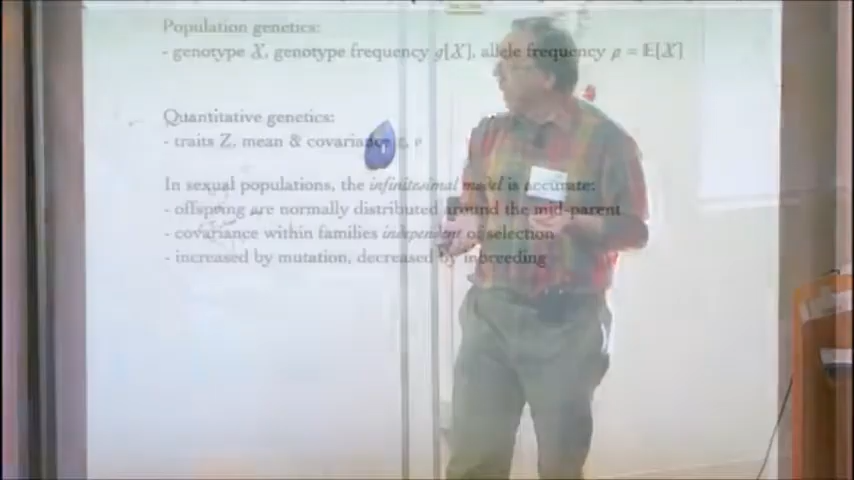 Population genetics:
- genotype X, genotype frequency g[X], allele frequency p = 𝔼[X]
Quantitative genetics:
- traits Z, mean & covariance
In sexual populations, the infinitesimal model is accurate:
- offspring are normally distributed around the mid-parent
- covariance within families independent of selection
- increased by mutation, decreased by inbreeding